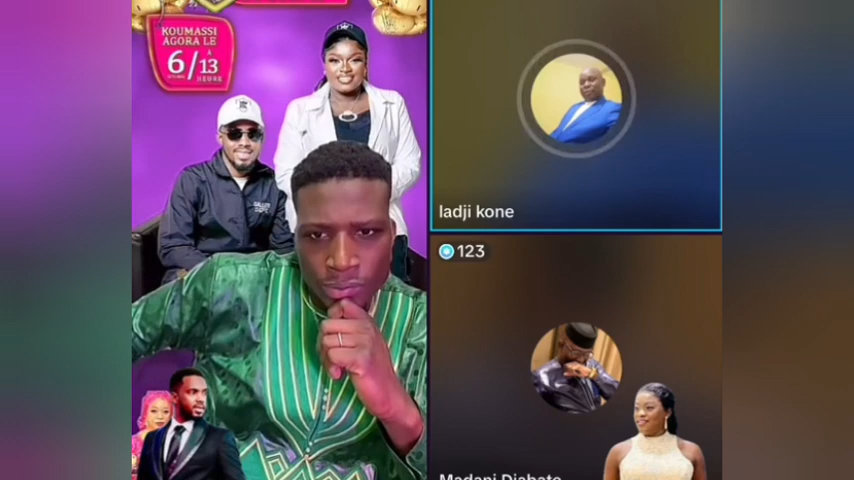 KOUMASSI
AGORA LE
6/
À
13
HEURE
ladji kone
123
Madani Diabate